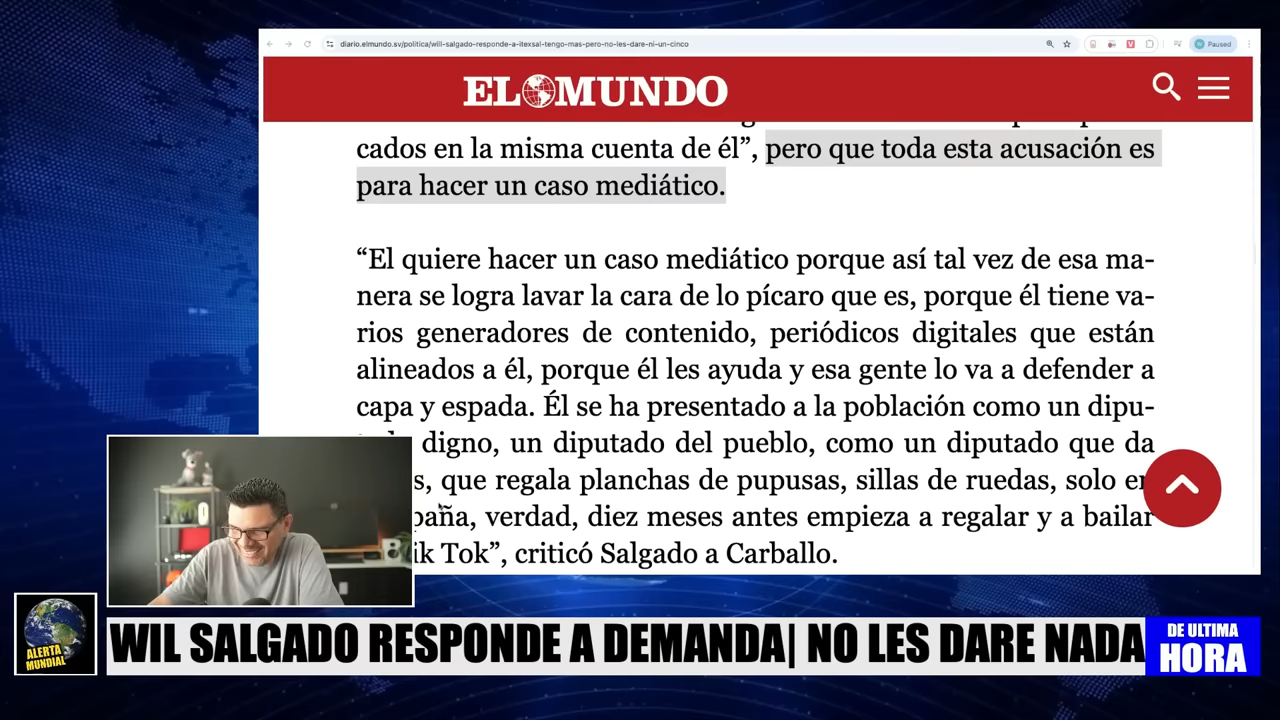 diario.elmundo.sv/politica/will-salgado-responde-a-itexsal-tengo-mas-pero-no-les-dare-ni-un-cinco
Paused
EL MUNDO
cados en la misma cuenta de él”, pero que toda esta acusación es
para hacer un caso mediático.
“El quiere hacer un caso mediático porque así tal vez de esa ma-
nera se logra lavar la cara de lo pícaro que es, porque él tiene va-
rios generadores de contenido, periódicos digitales que están
alineados a él, porque él les ayuda y esa gente lo va a defender a
capa y espada. Él se ha presentado a la población como un dipu-
digno, un diputado del pueblo, como un diputado que da
que regala planchas de pupusas, sillas de ruedas, solo en
verdad, diez meses antes empieza a regalar y a bailar
Tok”, criticó Salgado a Carballo.
ALERTA
MUNDIAL
WIL SALGADO RESPONDE A DEMANDA| NO LES DARE NADA
DE ULTIMA
HORA